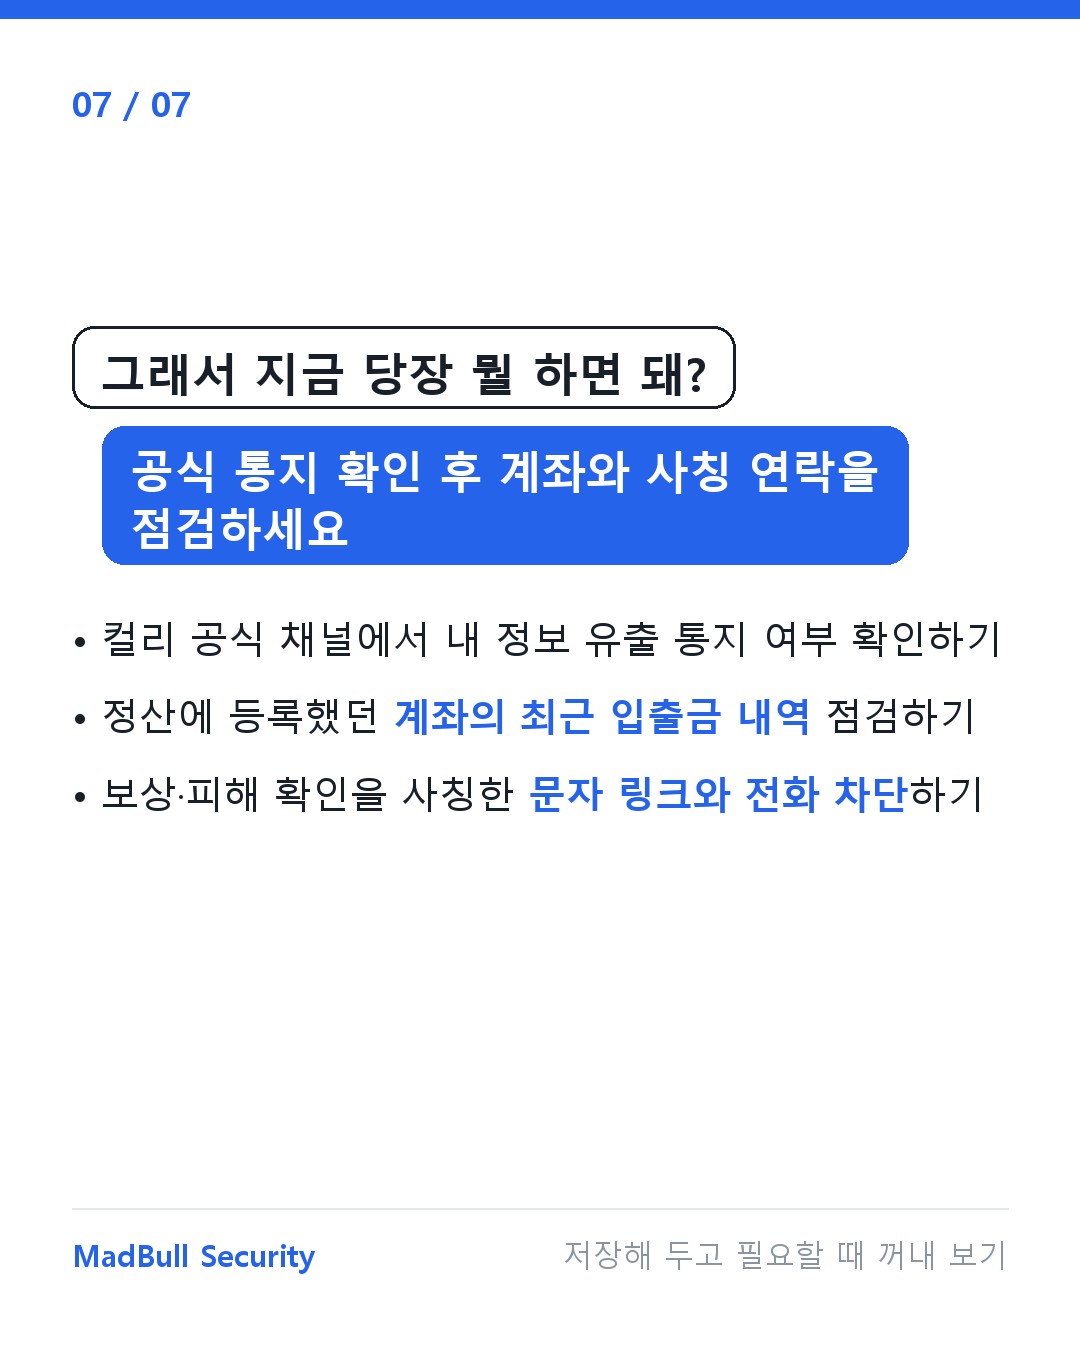 07 / 07
그래서 지금 당장 뭘 하면 돼?
공식 통지 확인 후 계좌와 사칭 연락을
점검하세요
• 컬리 공식 채널에서 내 정보 유출 통지 여부 확인하기
• 정산에 등록했던 계좌의 최근 입출금 내역 점검하기
• 보상·피해 확인을 사칭한 문자 링크와 전화 차단하기
MadBull Security
저장해 두고 필요할 때 꺼내 보기